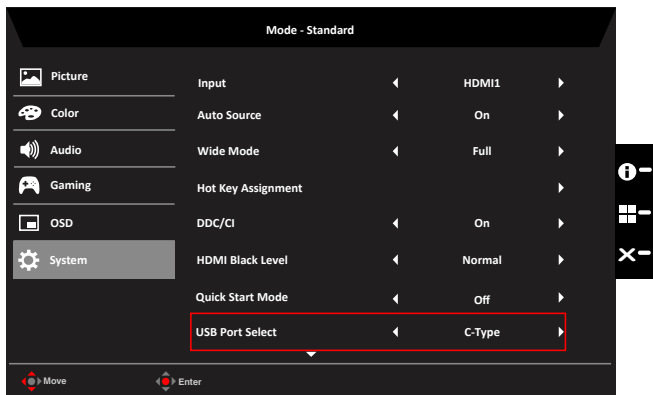 Mode - Standard
Picture
Color
Audio
Gaming
OSD
System
Input HDMI1
Auto Source On
Wide Mode Full
Hot Key Assignment
DDC/CI On
HDMI Black Level Normal
Quick Start Mode Off
USB Port Select C-Type
Move Enter